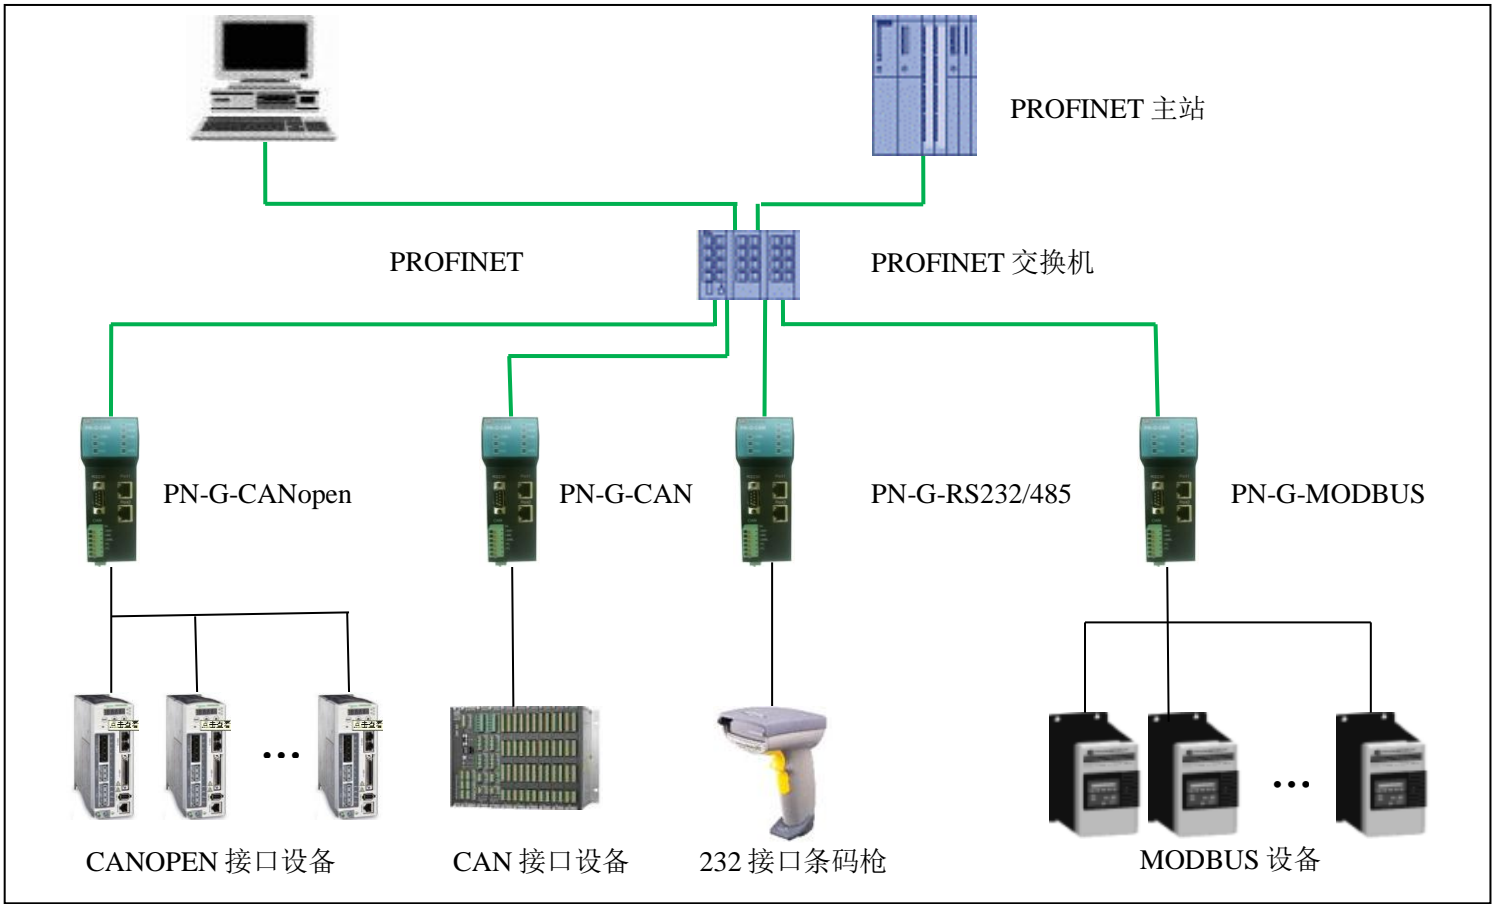 PROFINET 主站
PROFINET
PROFINET 交换机
PN-G-CANopen
PN-G-CAN
PN-G-RS232/485
PN-G-MODBUS
CANOPEN 接口设备
CAN 接口设备
232 接口条码枪
MODBUS 设备